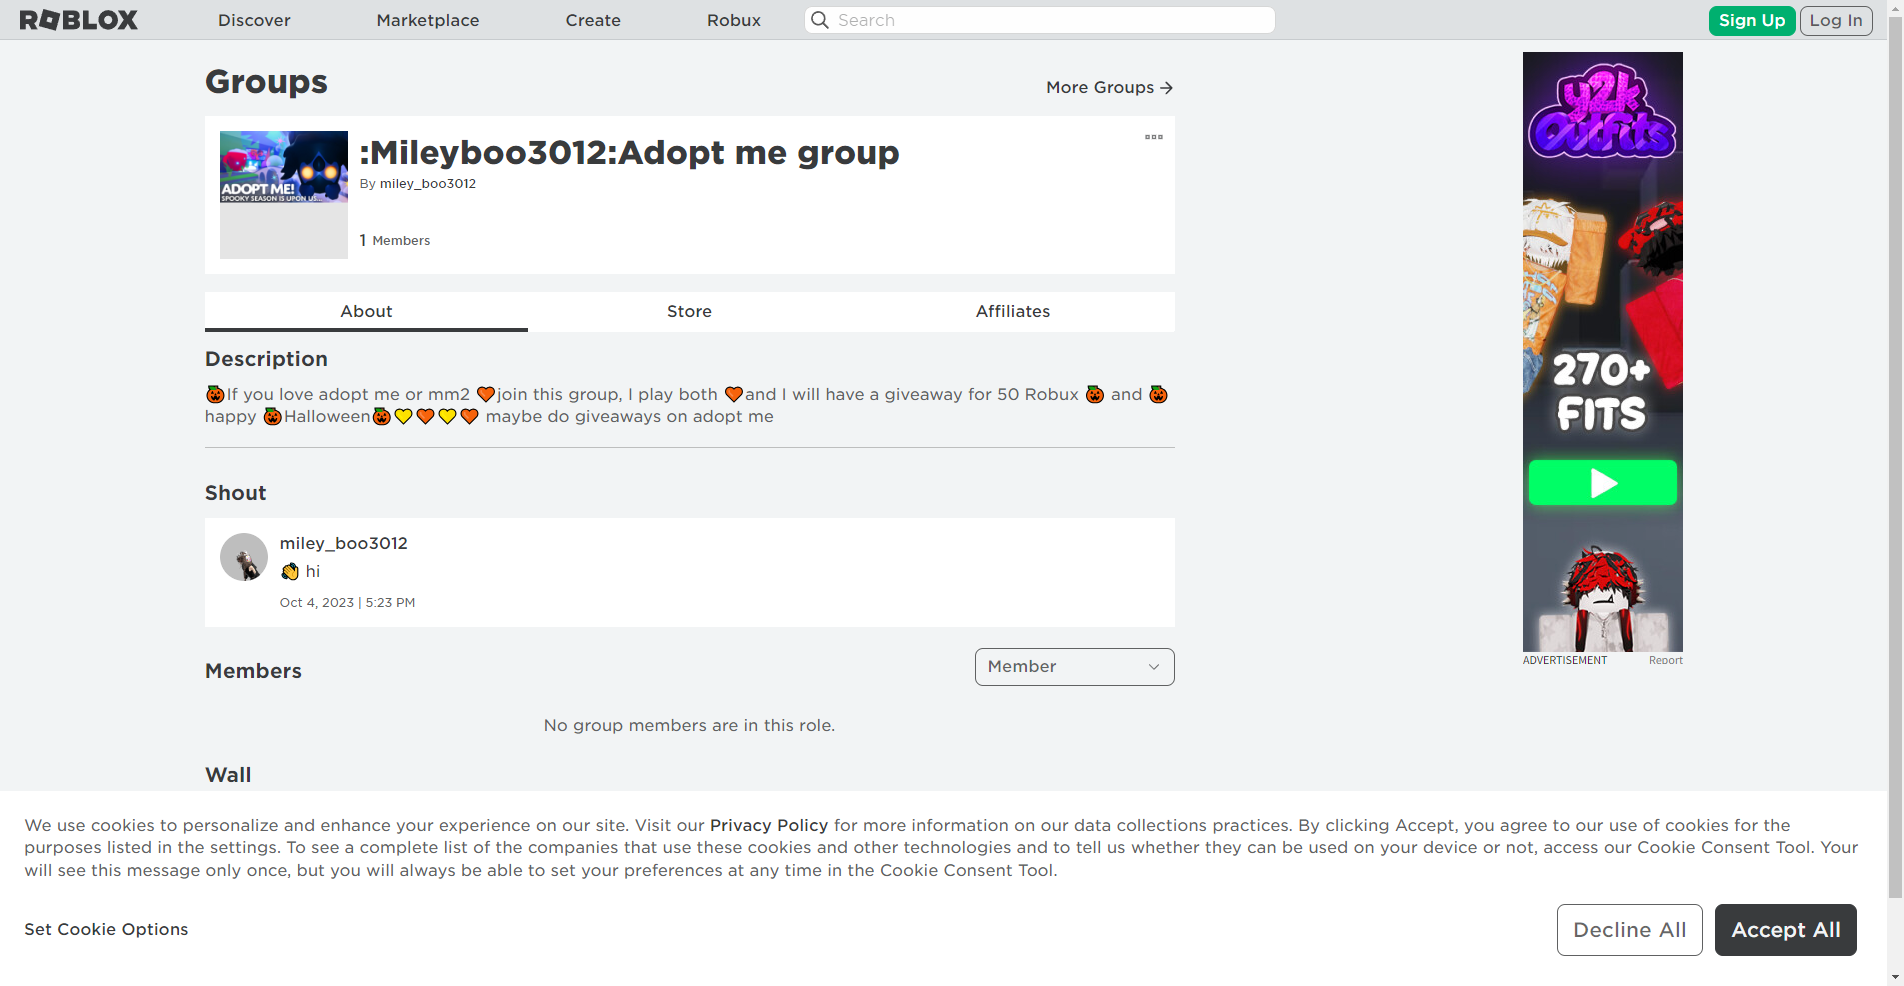 ROBLOX
Discover
Marketplace
Create
Robux
Search
Sign Up
Log In
Groups
More Groups →
ADOPT ME!
SPOOKY SEASON IS UPON US...
:Mileyboo3012:Adopt me group
By miley_boo3012
1 Members
About
Store
Affiliates
Description
🎃If you love adopt me or mm2 🧡join this group, I play both 🧡and I will have a giveaway for 50 Robux 🎃 and 🎃
happy 🎃Halloween🎃💛🧡💛🧡 maybe do giveaways on adopt me
Shout
miley_boo3012
👋 hi
Oct 4, 2023 | 5:23 PM
Members
Member
No group members are in this role.
Wall
y2k
Outfits
270+
FITS
ADVERTISEMENT
Report
We use cookies to personalize and enhance your experience on our site. Visit our Privacy Policy for more information on our data collections practices. By clicking Accept, you agree to our use of cookies for the
purposes listed in the settings. To see a complete list of the companies that use these cookies and other technologies and to tell us whether they can be used on your device or not, access our Cookie Consent Tool. Your
will see this message only once, but you will always be able to set your preferences at any time in the Cookie Consent Tool.
Set Cookie Options
Decline All
Accept All